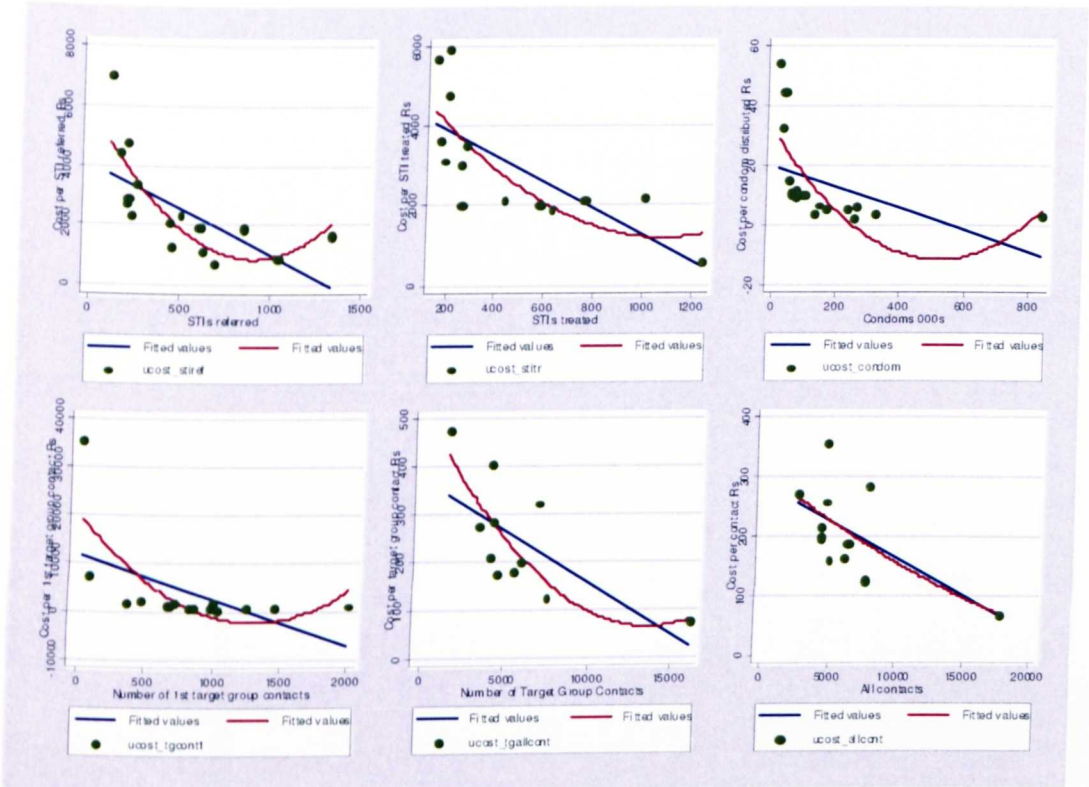 Cost per STI referred Rs
0 2000 4000 6000 8000
0 500 1000 1500
STIs referred
Fitted values Fitted values
ucost_stiref
Cost per STI treated Rs
0 2000 4000 6000
200 400 600 800 1000 1200
STIs treated
Fitted values Fitted values
ucost_stitr
Cost per condom distributed Rs
-20 0 20 40 60
0 200 400 600 800
Condoms 000s
Fitted values Fitted values
ucost_condom
Cost per 1st target group contact Rs
-10000 0 10000 20000 30000 40000
0 500 1000 1500 2000
Number of 1st target group contacts
Fitted values Fitted values
ucost_tgcont1
Cost per target group contact Rs
0 100 200 300 400 500
0 5000 10000 15000
Number of Target Group Contacts
Fitted values Fitted values
ucost_tgallcont
Cost per contact Rs
0 100 200 300 400
0 5000 10000 15000 20000
All contacts
Fitted values Fitted values
ucost_allcont